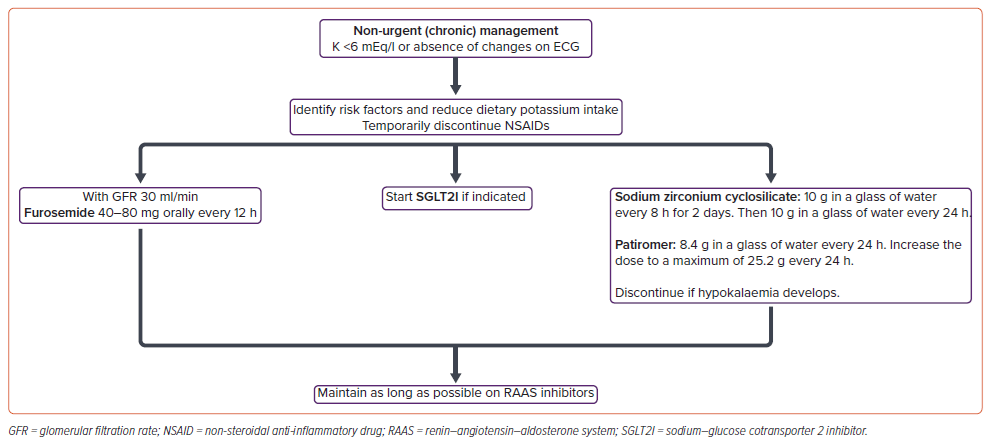 Non-urgent (chronic) management
K <6 mEq/l or absence of changes on ECG
Identify risk factors and reduce dietary potassium intake
Temporarily discontinue NSAIDs
With GFR 30 ml/min
Furosemide 40–80 mg orally every 12 h
Start SGLT2I if indicated
Sodium zirconium cyclosilicate: 10 g in a glass of water
every 8 h for 2 days. Then 10 g in a glass of water every 24 h.
Patiromer: 8.4 g in a glass of water every 24 h. Increase the
dose to a maximum of 25.2 g every 24 h.
Discontinue if hypokalaemia develops.
Maintain as long as possible on RAAS inhibitors
GFR = glomerular filtration rate; NSAID = non-steroidal anti-inflammatory drug; RAAS = renin–angiotensin–aldosterone system; SGLT2I = sodium–glucose cotransporter 2 inhibitor.